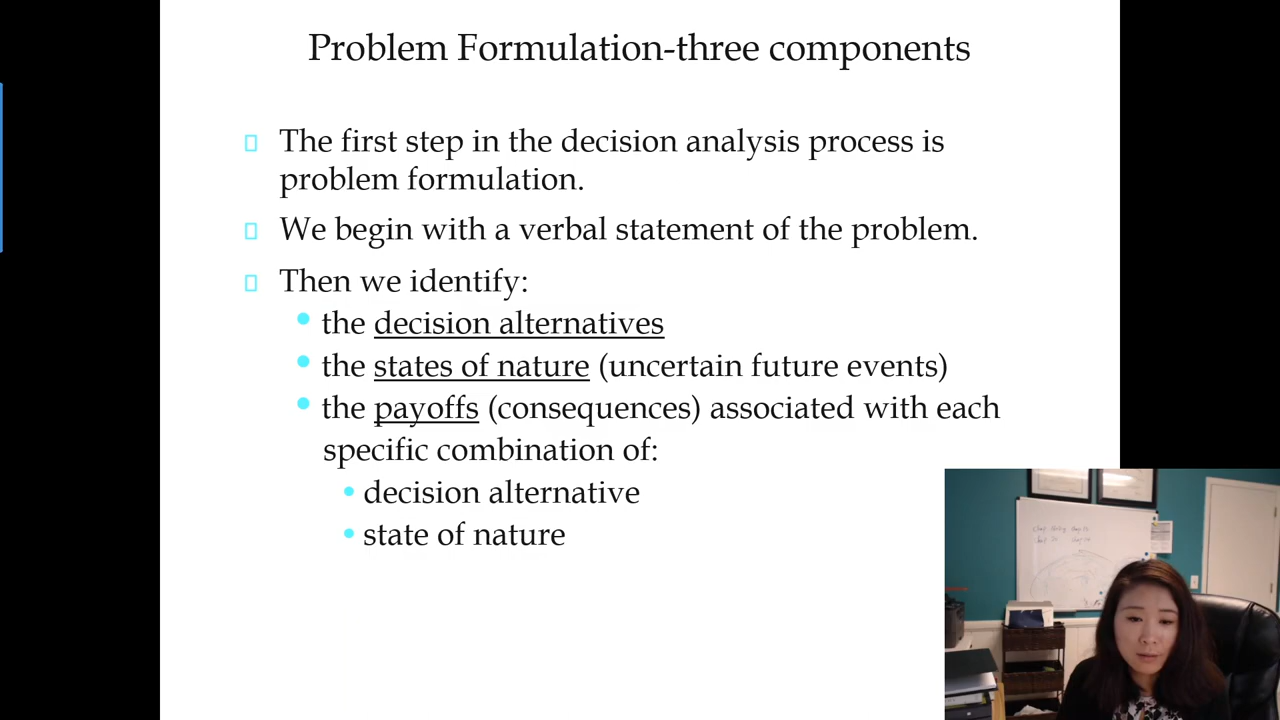 Problem Formulation-three components
The first step in the decision analysis process is
problem formulation.
We begin with a verbal statement of the problem.
Then we identify:
the decision alternatives
the states of nature (uncertain future events)
the payoffs (consequences) associated with each
specific combination of:
decision alternative
state of nature